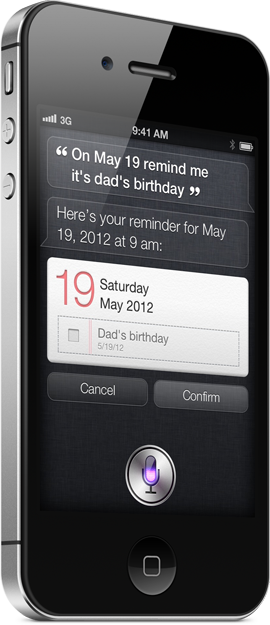 3G 9:41 AM
“ On May 19 remind me
it's dad's birthday ”
Here's your reminder for May
19, 2012 at 9 am:
19 Saturday
May 2012
Dad's birthday
5/19/12
Cancel Confirm